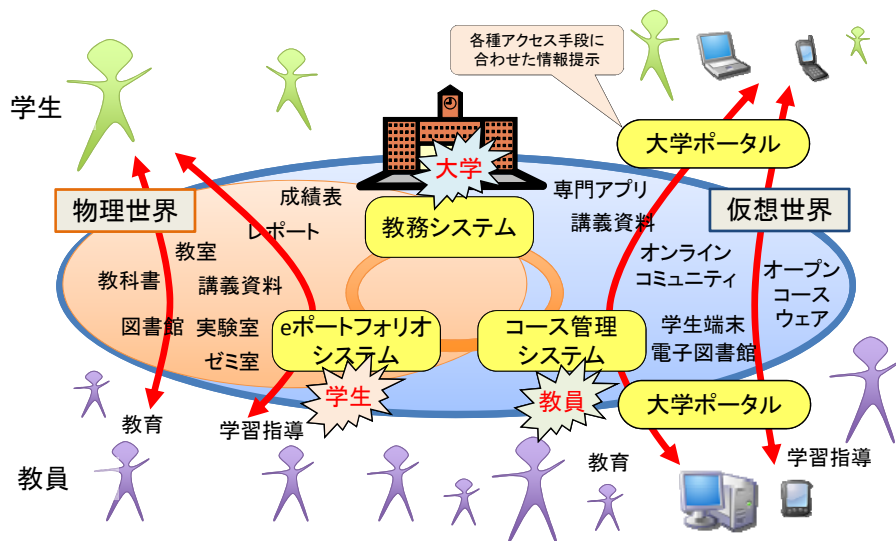 各種アクセス手段に
合わせた情報提示
学生
大学ポータル
大学
物理世界
成績表
専門アプリ
仮想世界
教務システム
講義資料
レポート
教室
オンライン
コミュニティ
オープン
コース
ウェア
教科書
講義資料
図書館
実験室
eポートフォリオ
システム
コース管理
システム
学生端末
電子図書館
ゼミ室
学生
教員
大学ポータル
教育
学習指導
教育
学習指導
教員